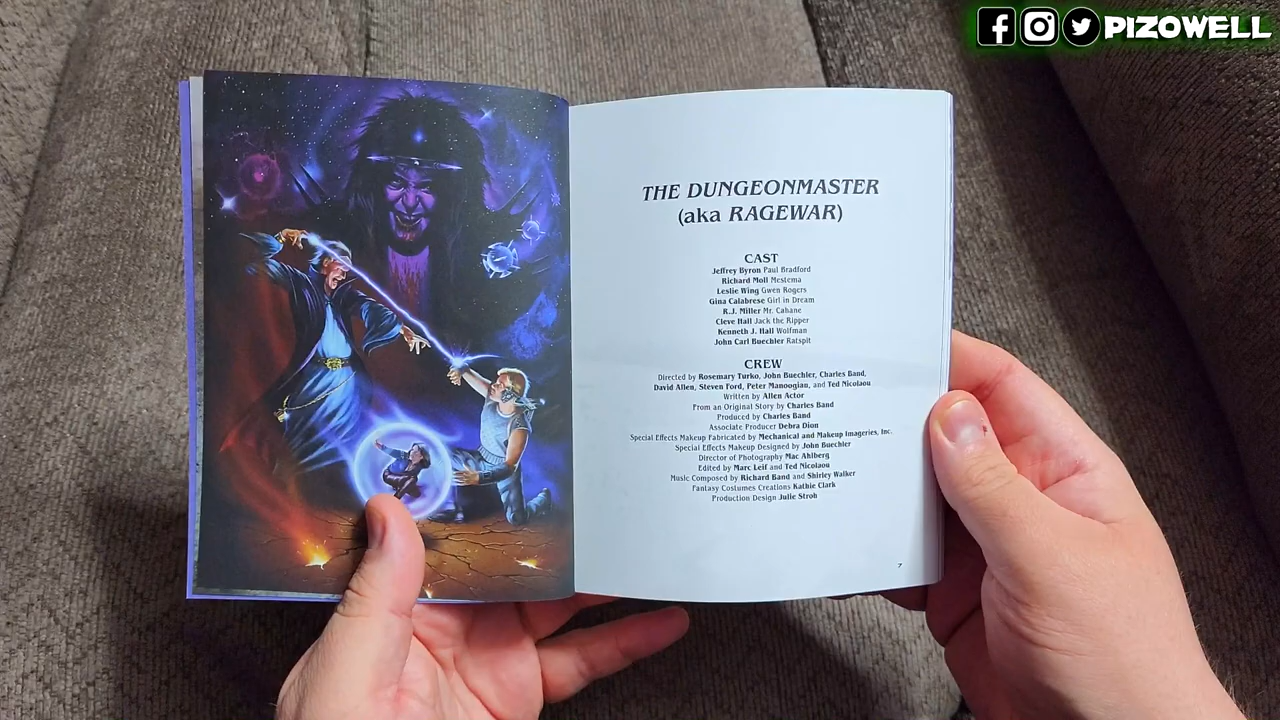 PIZOWELL
THE DUNGEONMASTER
(aka RAGEWAR)
CAST
Jeffrey Byron Paul Bradford
Richard Moll Mestema
Leslie Wing Gwen Rogers
Gina Calabrese Girl in Dream
R.J. Miller Mr. Cabane
Cleve Hall Jack the Ripper
Kenneth J. Hall Wolfman
John Carl Buechler Ratspit
CREW
Directed by Rosemary Turko, John Buechler, Charles Band,
David Allen, Steven Ford, Peter Manoogian, and Ted Nicolaou
Written by Allen Actor
From an Original Story by Charles Band
Produced by Charles Band
Associate Producer Debra Dion
Special Effects Makeup Fabricated by Mechanical and Makeup Imageries, Inc.
Special Effects Makeup Designed by John Buechler
Director of Photography Mac Ahlberg
Edited by Marc Leif and Ted Nicolaou
Music Composed by Richard Band and Shirley Walker
Fantasy Costumes Creations Kathie Clark
Production Design Julie Stroh
7